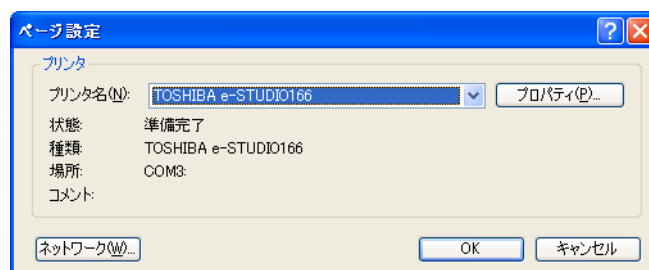 ページ設定
プリンタ
プリンタ名(N): TOSHIBA e-STUDIO166 プロパティ(P)...
状態: 準備完了
種類: TOSHIBA e-STUDIO166
場所: COM3:
コメント:
ネットワーク(W)... OK キャンセル